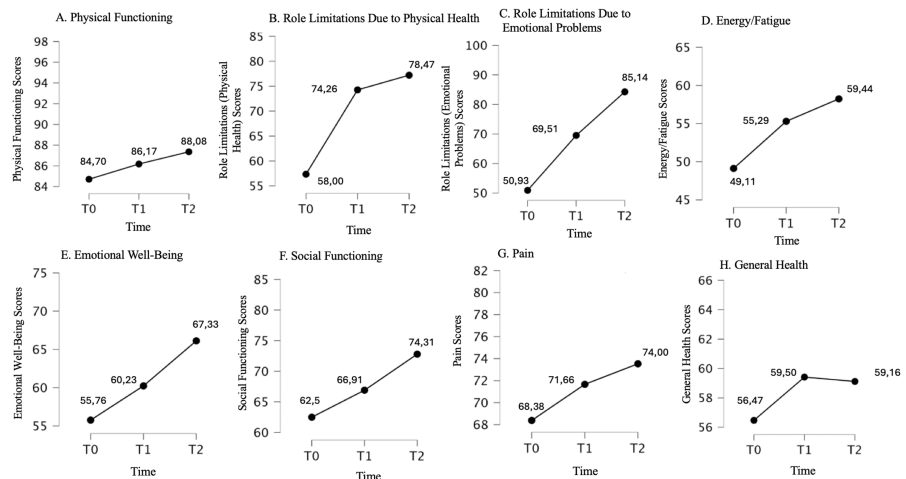 A. Physical Functioning
Physical Functioning Scores
98
96
94
92
90
88
86
84
84,70
86,17
88,08
T0 T1 T2
Time
B. Role Limitations Due to Physical Health
Role Limitations (Physical
Health) Scores
85
80
75
70
65
60
55
58,00
74,26
78,47
T0 T1 T2
Time
C. Role Limitations Due to
Emotional Problems
Role Limitations (Emotional
Problems) Scores
100
90
80
70
60
50
50,93
69,51
85,14
T0 T1 T2
Time
D. Energy/Fatigue
Energy/Fatigue Scores
65
60
55
50
45
49,11
55,29
59,44
T0 T1 T2
Time
E. Emotional Well-Being
Emotional Well-Being Scores
75
70
65
60
55
55,76
60,23
67,33
T0 T1 T2
Time
F. Social Functioning
Social Functioning Scores
85
80
75
70
65
60
62,5
66,91
74,31
T0 T1 T2
Time
G. Pain
Pain Scores
82
80
78
76
74
72
70
68
68,38
71,66
74,00
T0 T1 T2
Time
H. General Health
General Health Scores
66
64
62
60
58
56
56,47
59,50
59,16
T0 T1 T2
Time